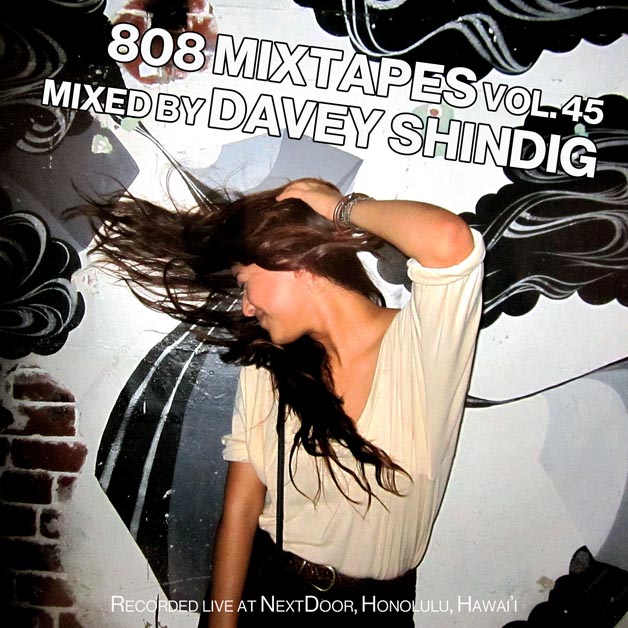 808 MIXTAPES VOL. 45
MIXED BY DAVEY SHINDIG
RECORDED LIVE AT NEXTDOOR, HONOLULU, HAWAI'I